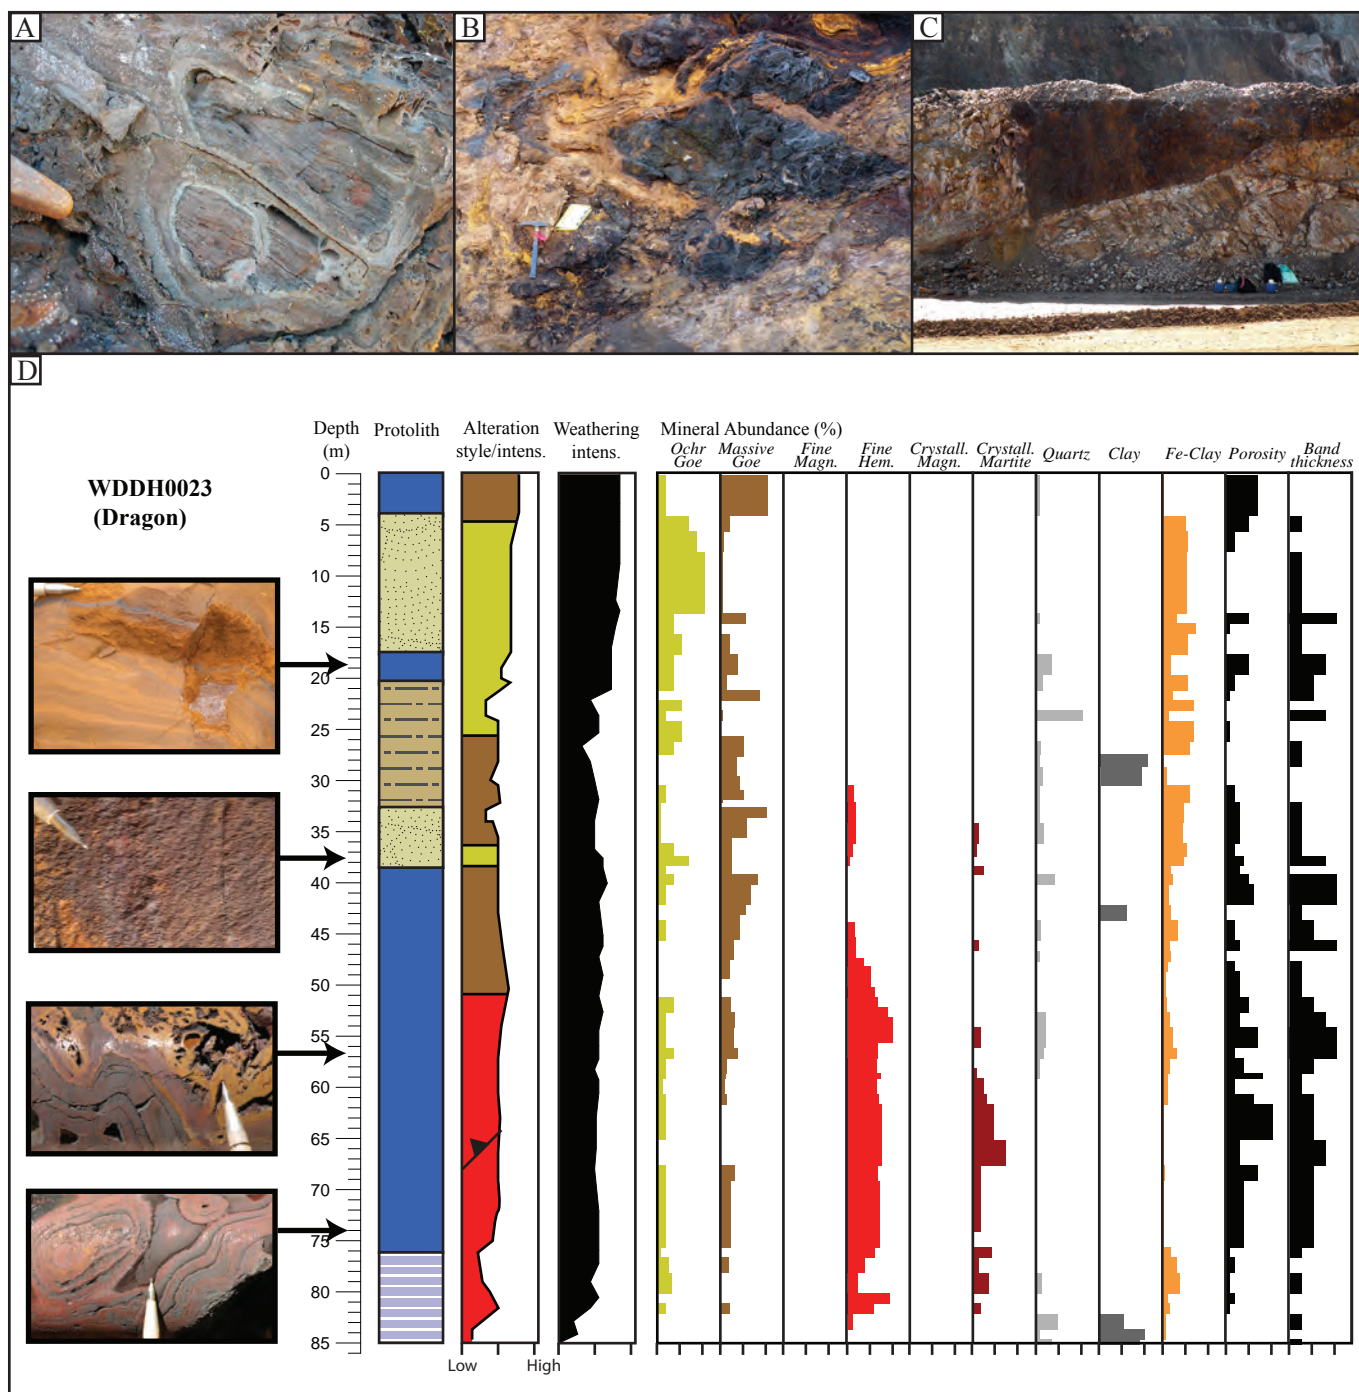 A
B
C
D
WDDH0023
(Dragon)
Depth
(m)
Protolith
Alteration
style/intens.
Weathering
intens.
Mineral Abundance (%)
Ochr
Goe
Massive
Goe
Fine
Magn.
Fine
Hem.
Crystall.
Magn.
Crystall.
Martite
Quartz
Clay
Fe-Clay
Porosity
Band
thickness
0
5
10
15
20
25
30
35
40
45
50
55
60
65
70
75
80
85
Low
High